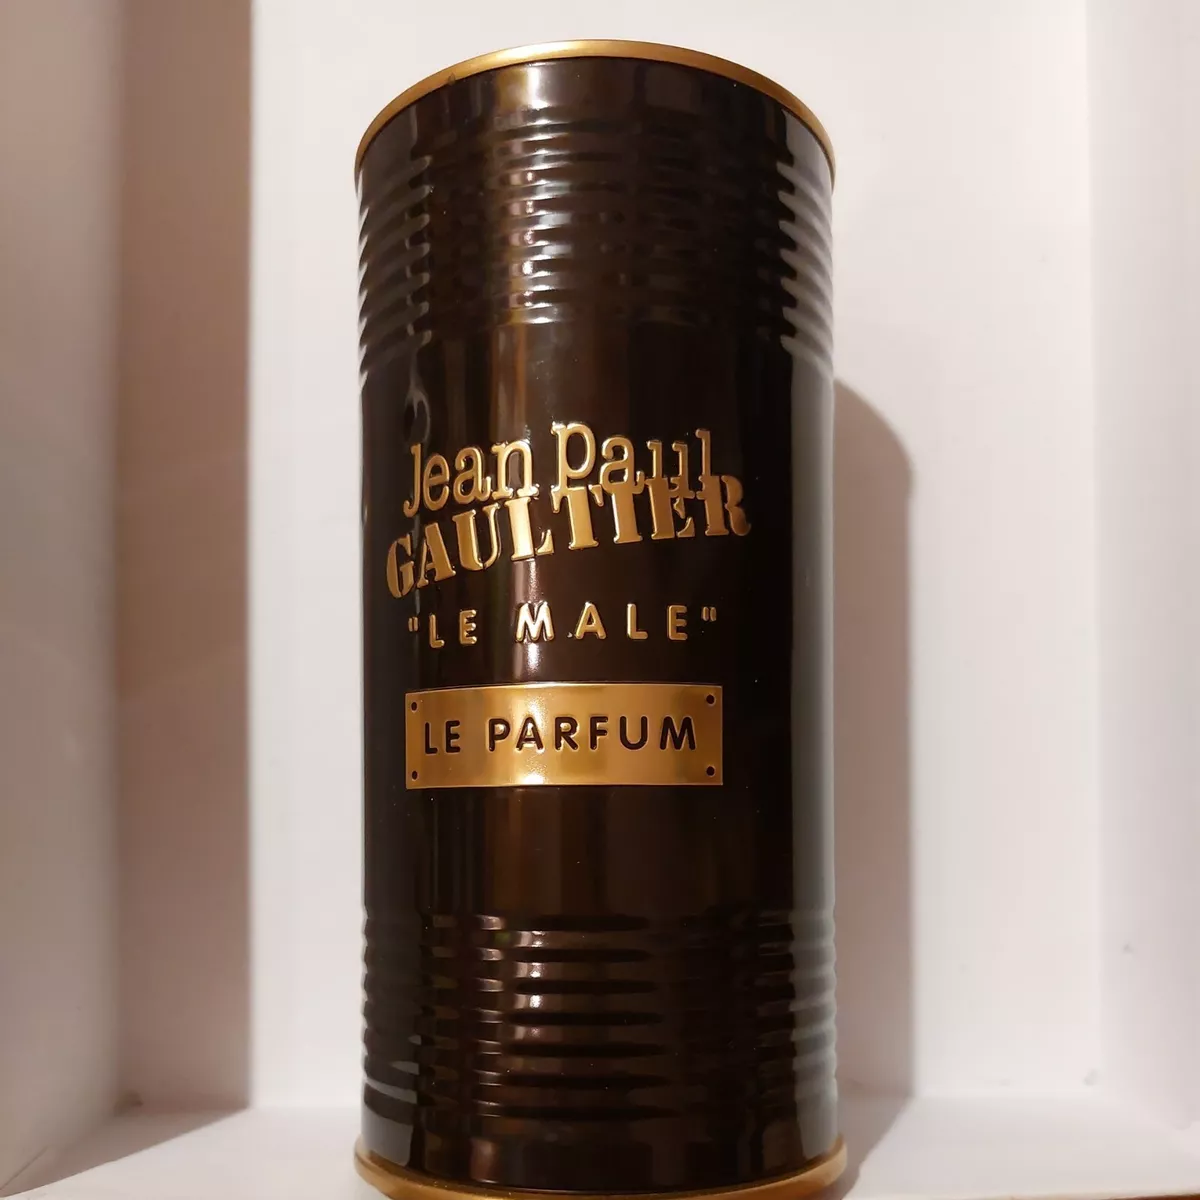 Jean Paul
GAULTIER
"LE MALE"
LE PARFUM